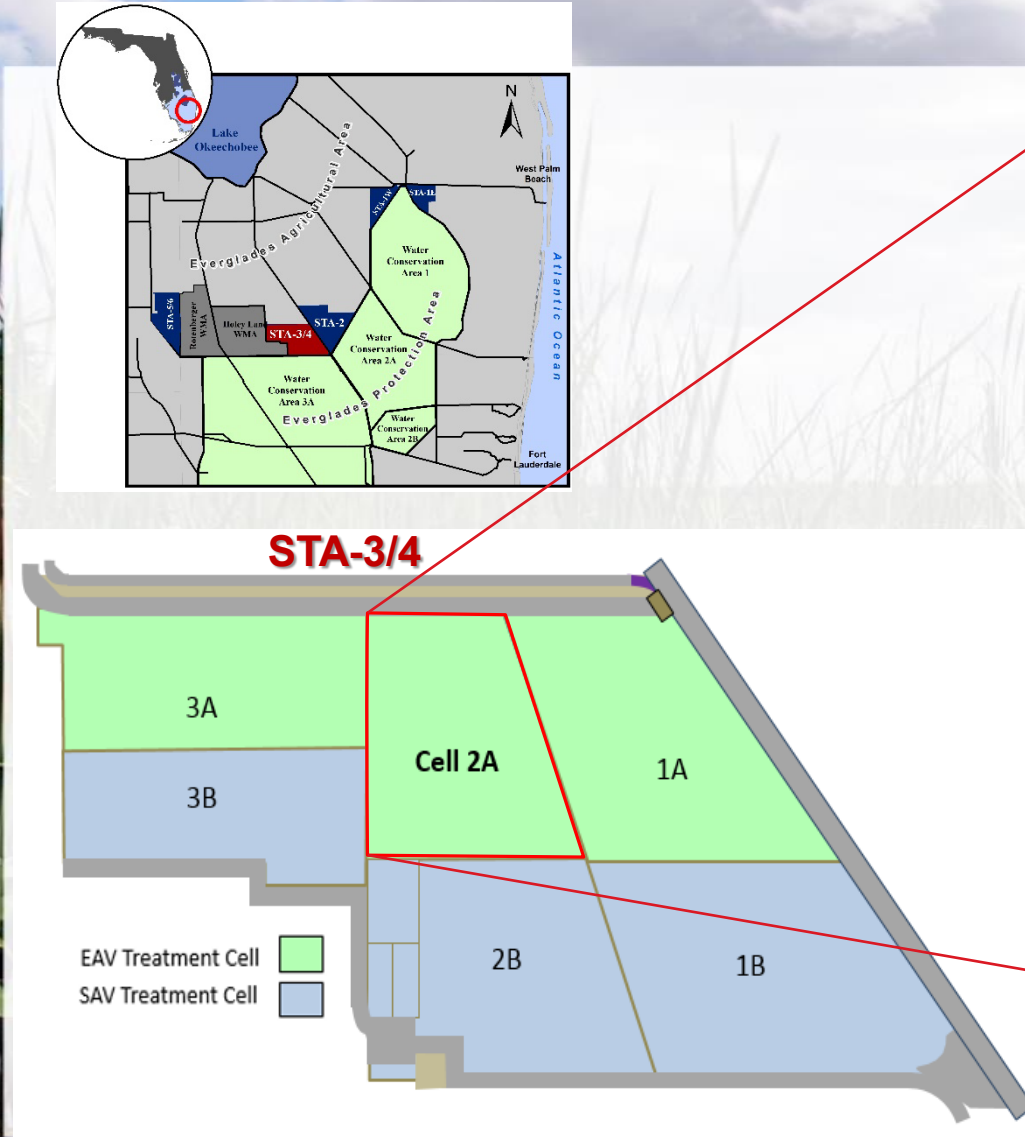 Lake
Okeechobee
N
West Palm
Beach
Everglades Agricultural Area
STA-1W
STA-1E
Water
Conservation
Area 1
Atlantic Ocean
STA-5/6
Rotenberger
WMA
Holey Land
WMA
STA-3/4
STA-2
Water
Conservation
Area 2A
Everglades Protection Area
Water
Conservation
Area 3A
Water
Conservation
Area 2B
Fort
Lauderdale
STA-3/4
3A
Cell 2A
1A
3B
2B
1B
EAV Treatment Cell
SAV Treatment Cell